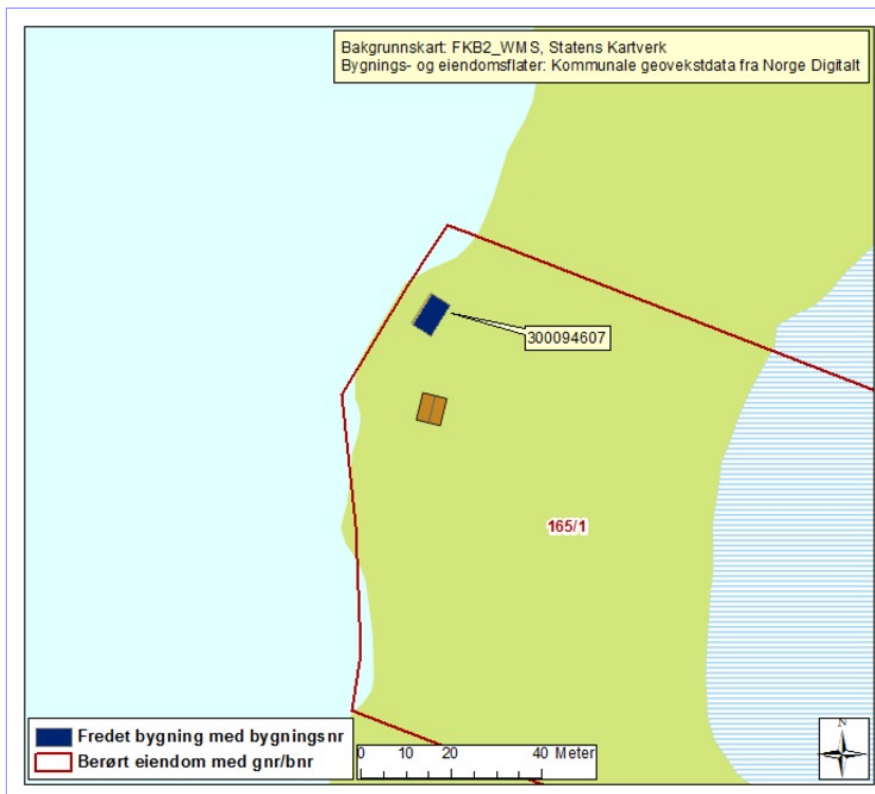 Bakgrunnskart: FKB2_WMS, Statens Kartverk
Bygnings- og eiendomsflater: Kommunale geovekstdata fra Norge Digitalt
300094607
165/1
Fredet bygning med bygningsnr
Berørt eiendom med gnr/bnr
0 10 20 40 Meter
N